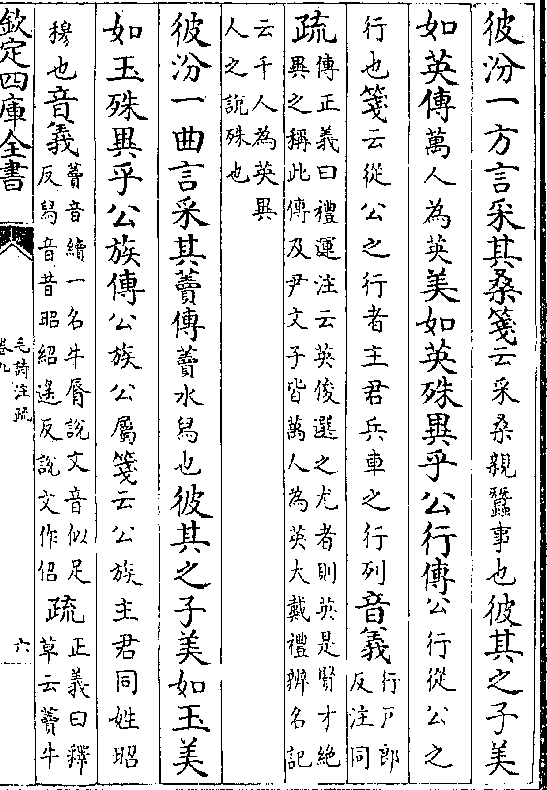 彼汾一方言采其桑箋云采桑親蠶事也彼其之子美
如英傳萬人為英美如英殊異乎公行傳公行從公之
行也箋云從公之行者主君兵車之行列音義行戸郎
反注同
疏傳正義曰禮運注云英俊選之尤者則英是賢才絶
異之稱此傳及尹文子皆萬人為英大戴禮辨名記
云千人為英異
人之說殊也
彼汾一曲言采其藚傳藚水舄也彼其之子美如玉美
如玉殊異乎公族傳公族公屬箋云公族主君同姓昭
穆也音義藚音續一名牛脣說文音似足
反舄音昔昭紹遙反說文作佋疏正義曰釋
草云藚牛
欽定四庫全書
毛詩注疏
卷九
六